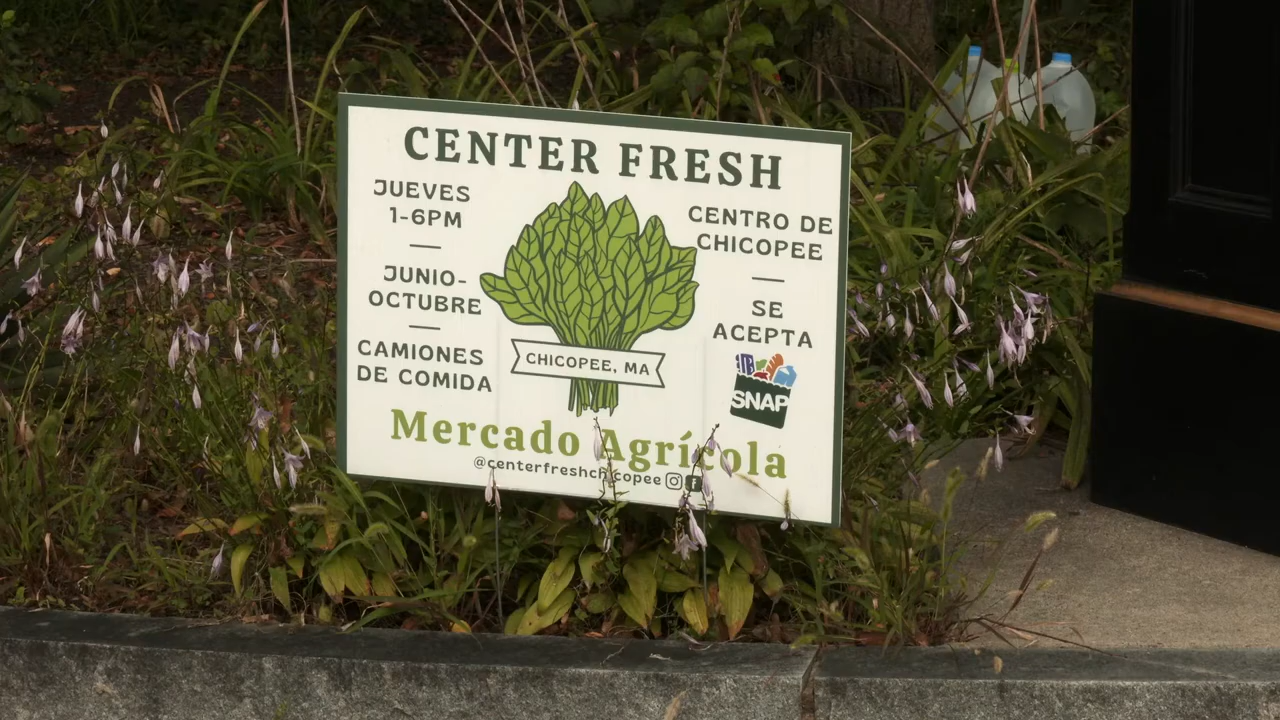 CENTER FRESH
JUEVES
1-6PM
JUNIO-
OCTUBRE
CAMIONES
DE COMIDA
CHICOPEE, MA
CENTRO DE
CHICOPEE
SE
ACEPTA
SNAP
Mercado Agrícola
@centerfreshchicopee